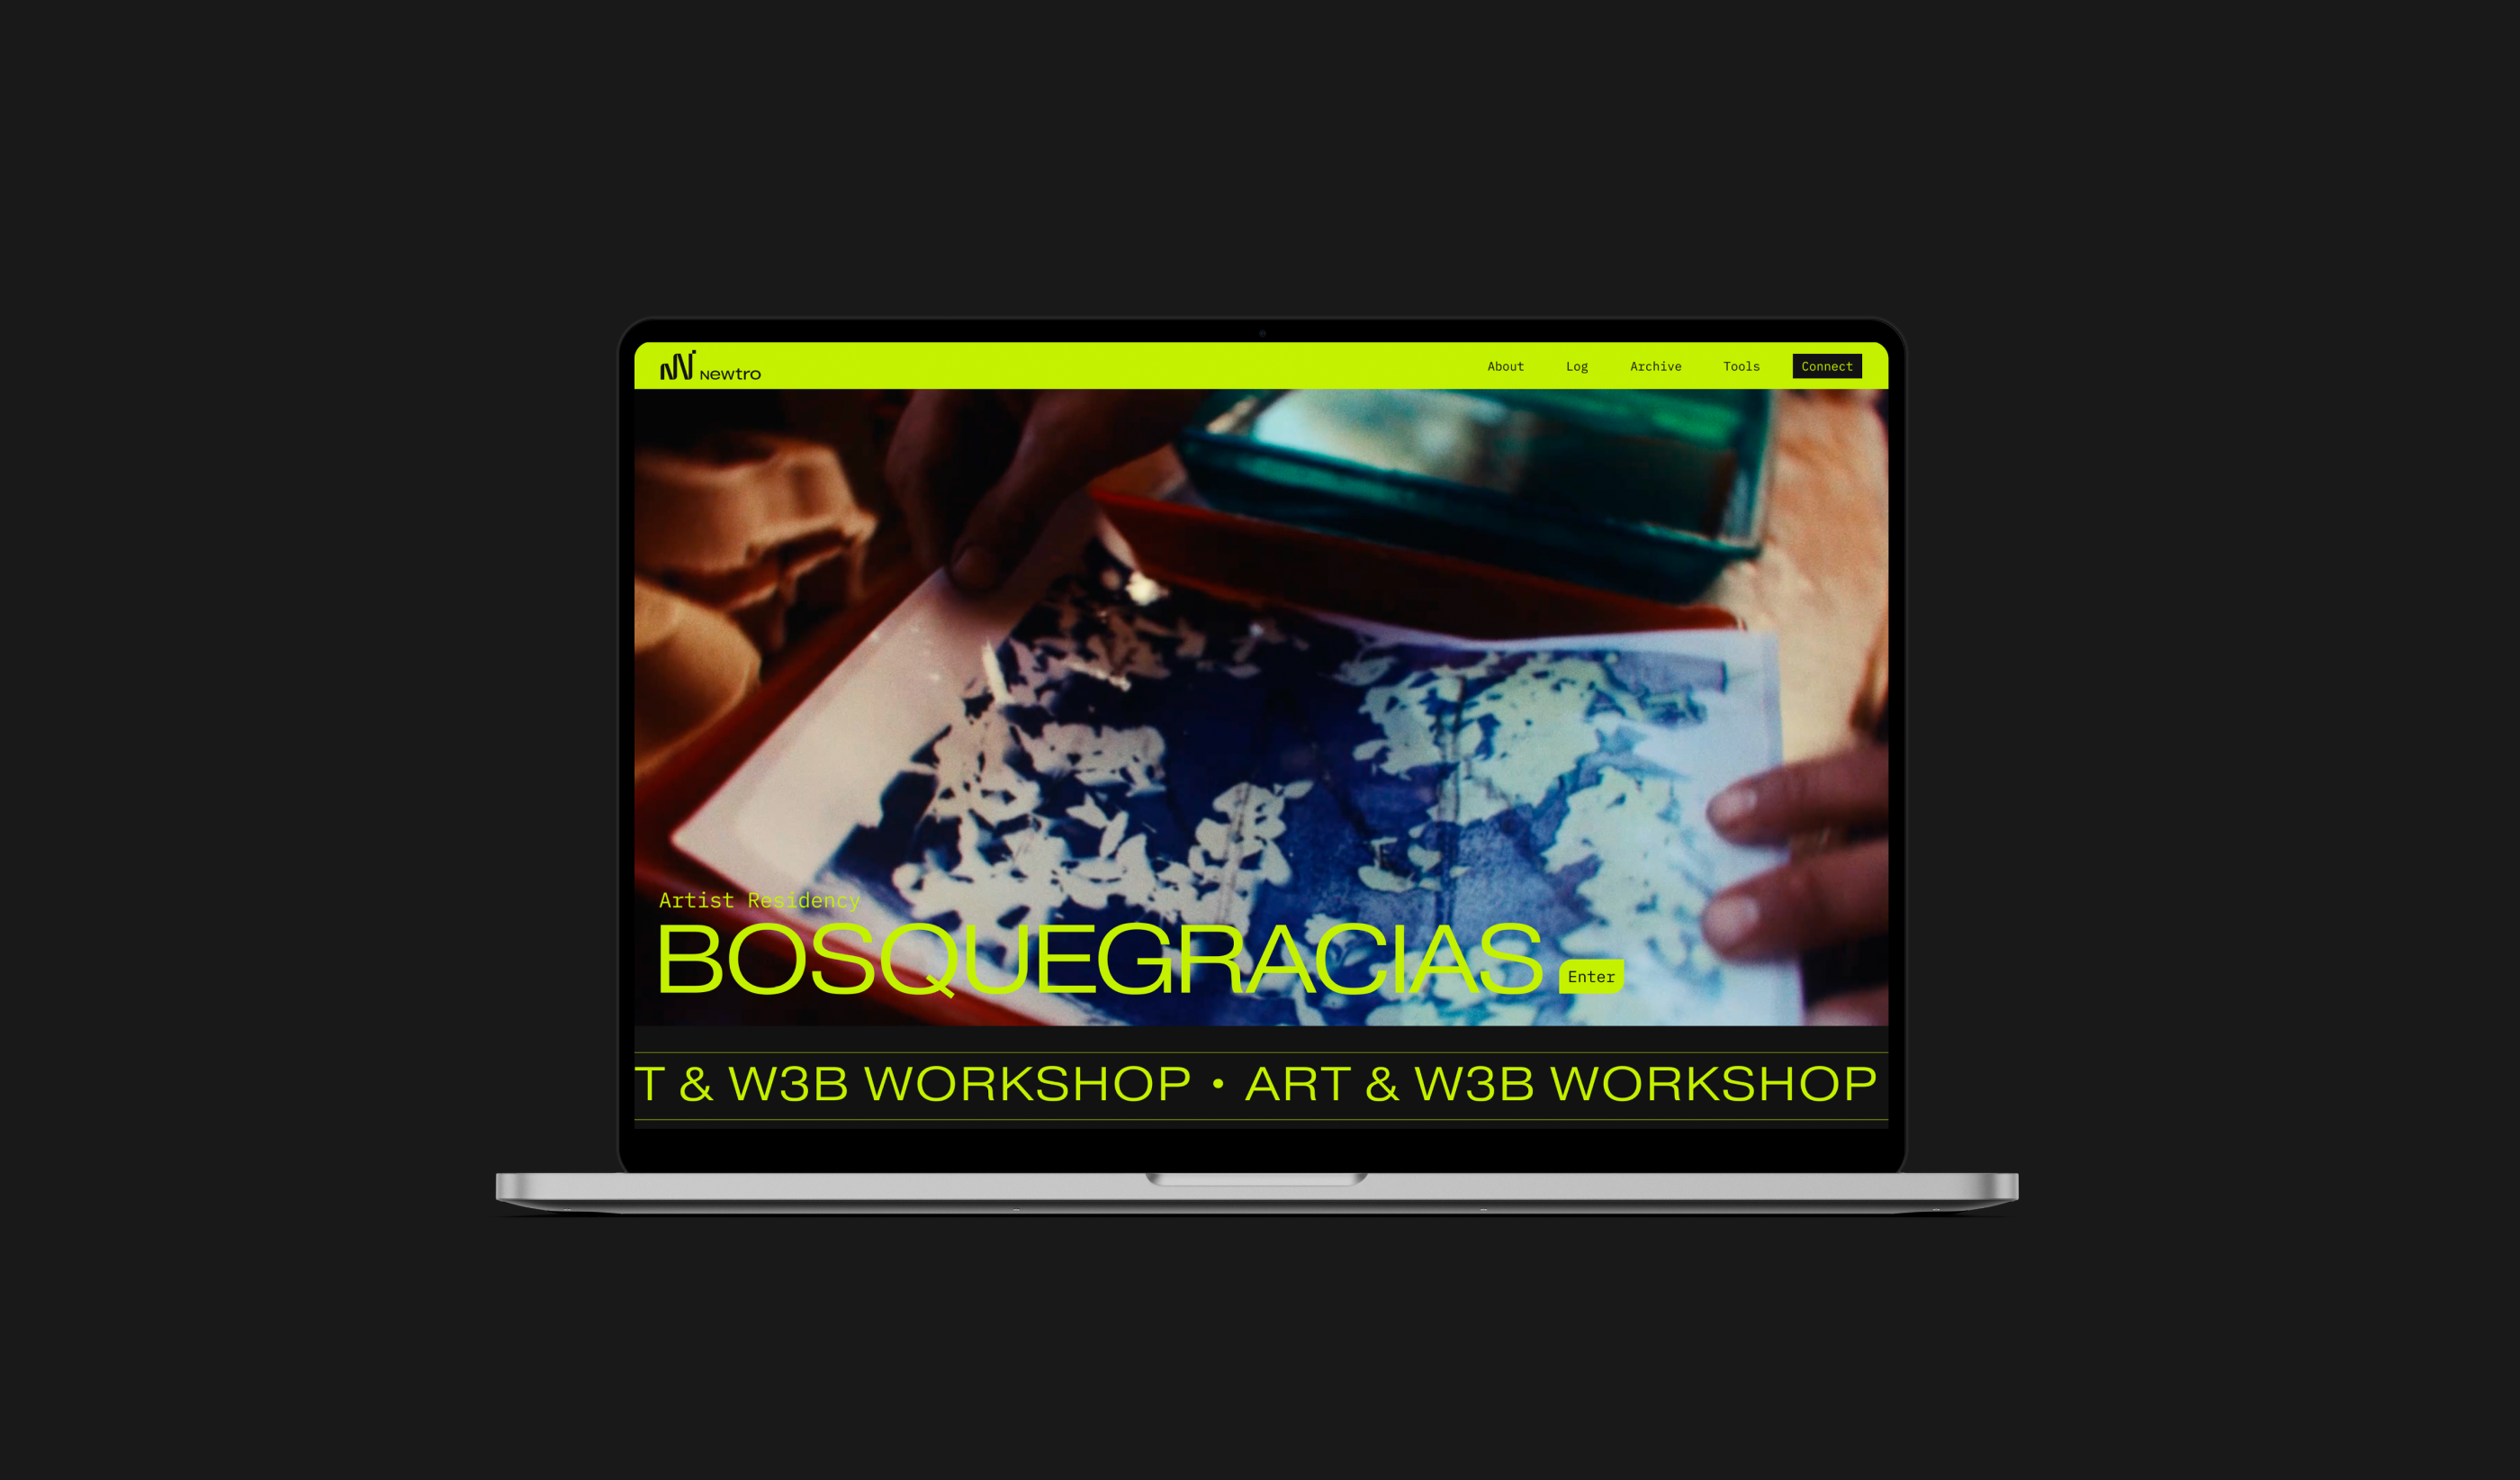 Newtro
About Log Archive Tools Connect
Artist Residency
BOSQUEGRACIAS Enter
T & W3B WORKSHOP • ART & W3B WORKSHOP